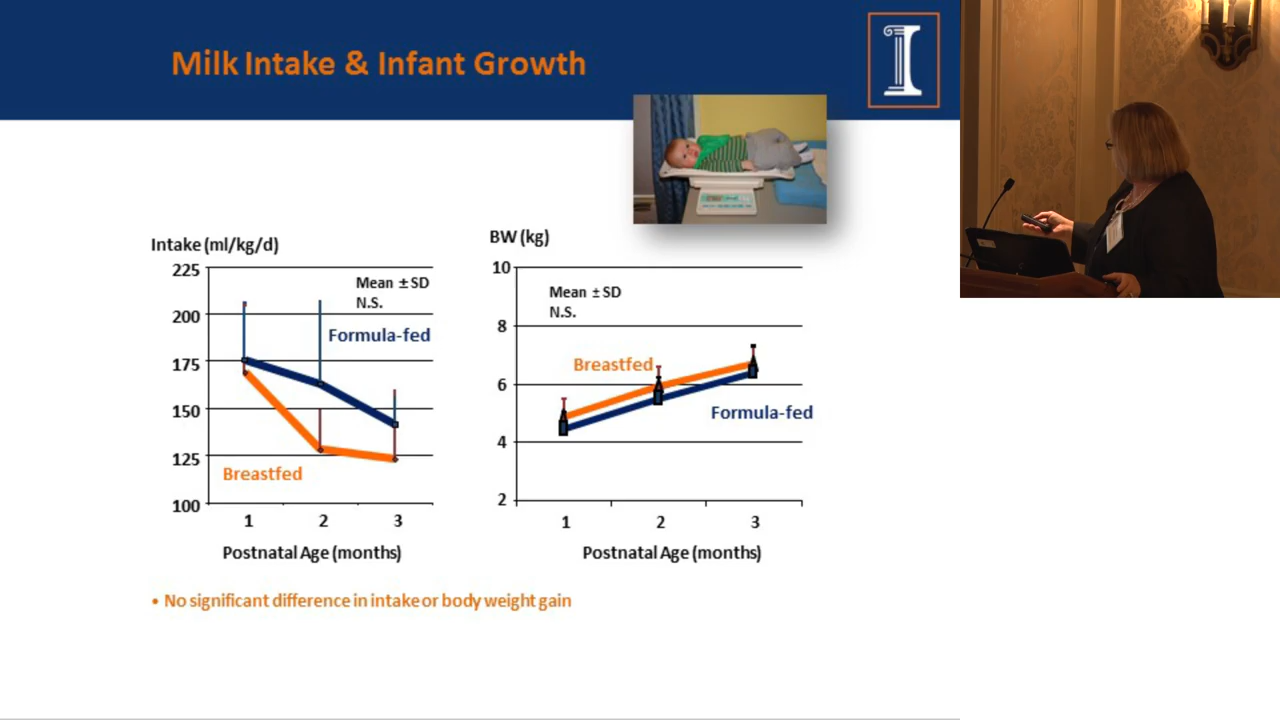 Milk Intake & Infant Growth
Intake (ml/kg/d)
225
200
175
150
125
100
Mean ± SD
N.S.
Formula-fed
Breastfed
1 2 3
Postnatal Age (months)
BW (kg)
10
8
6
4
2
Mean ± SD
N.S.
Breastfed
Formula-fed
1 2 3
Postnatal Age (months)
• No significant difference in intake or body weight gain